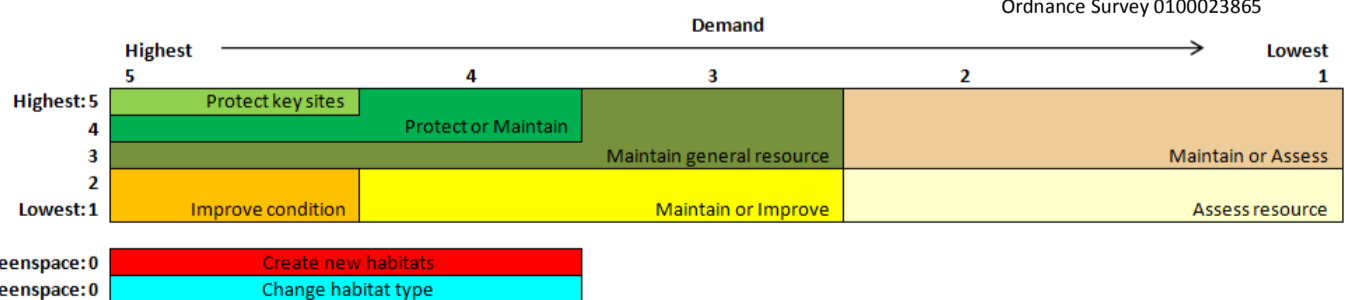 Ordnance Survey 0100023865
Demand
Highest Lowest
5 4 3 2 1
Highest: 5 Protect key sites
4 Protect or Maintain
3 Maintain general resource Maintain or Assess
2
Lowest: 1 Improve condition Maintain or Improve Assess resource
eenspace: 0 Create new habitats
eenspace: 0 Change habitat type